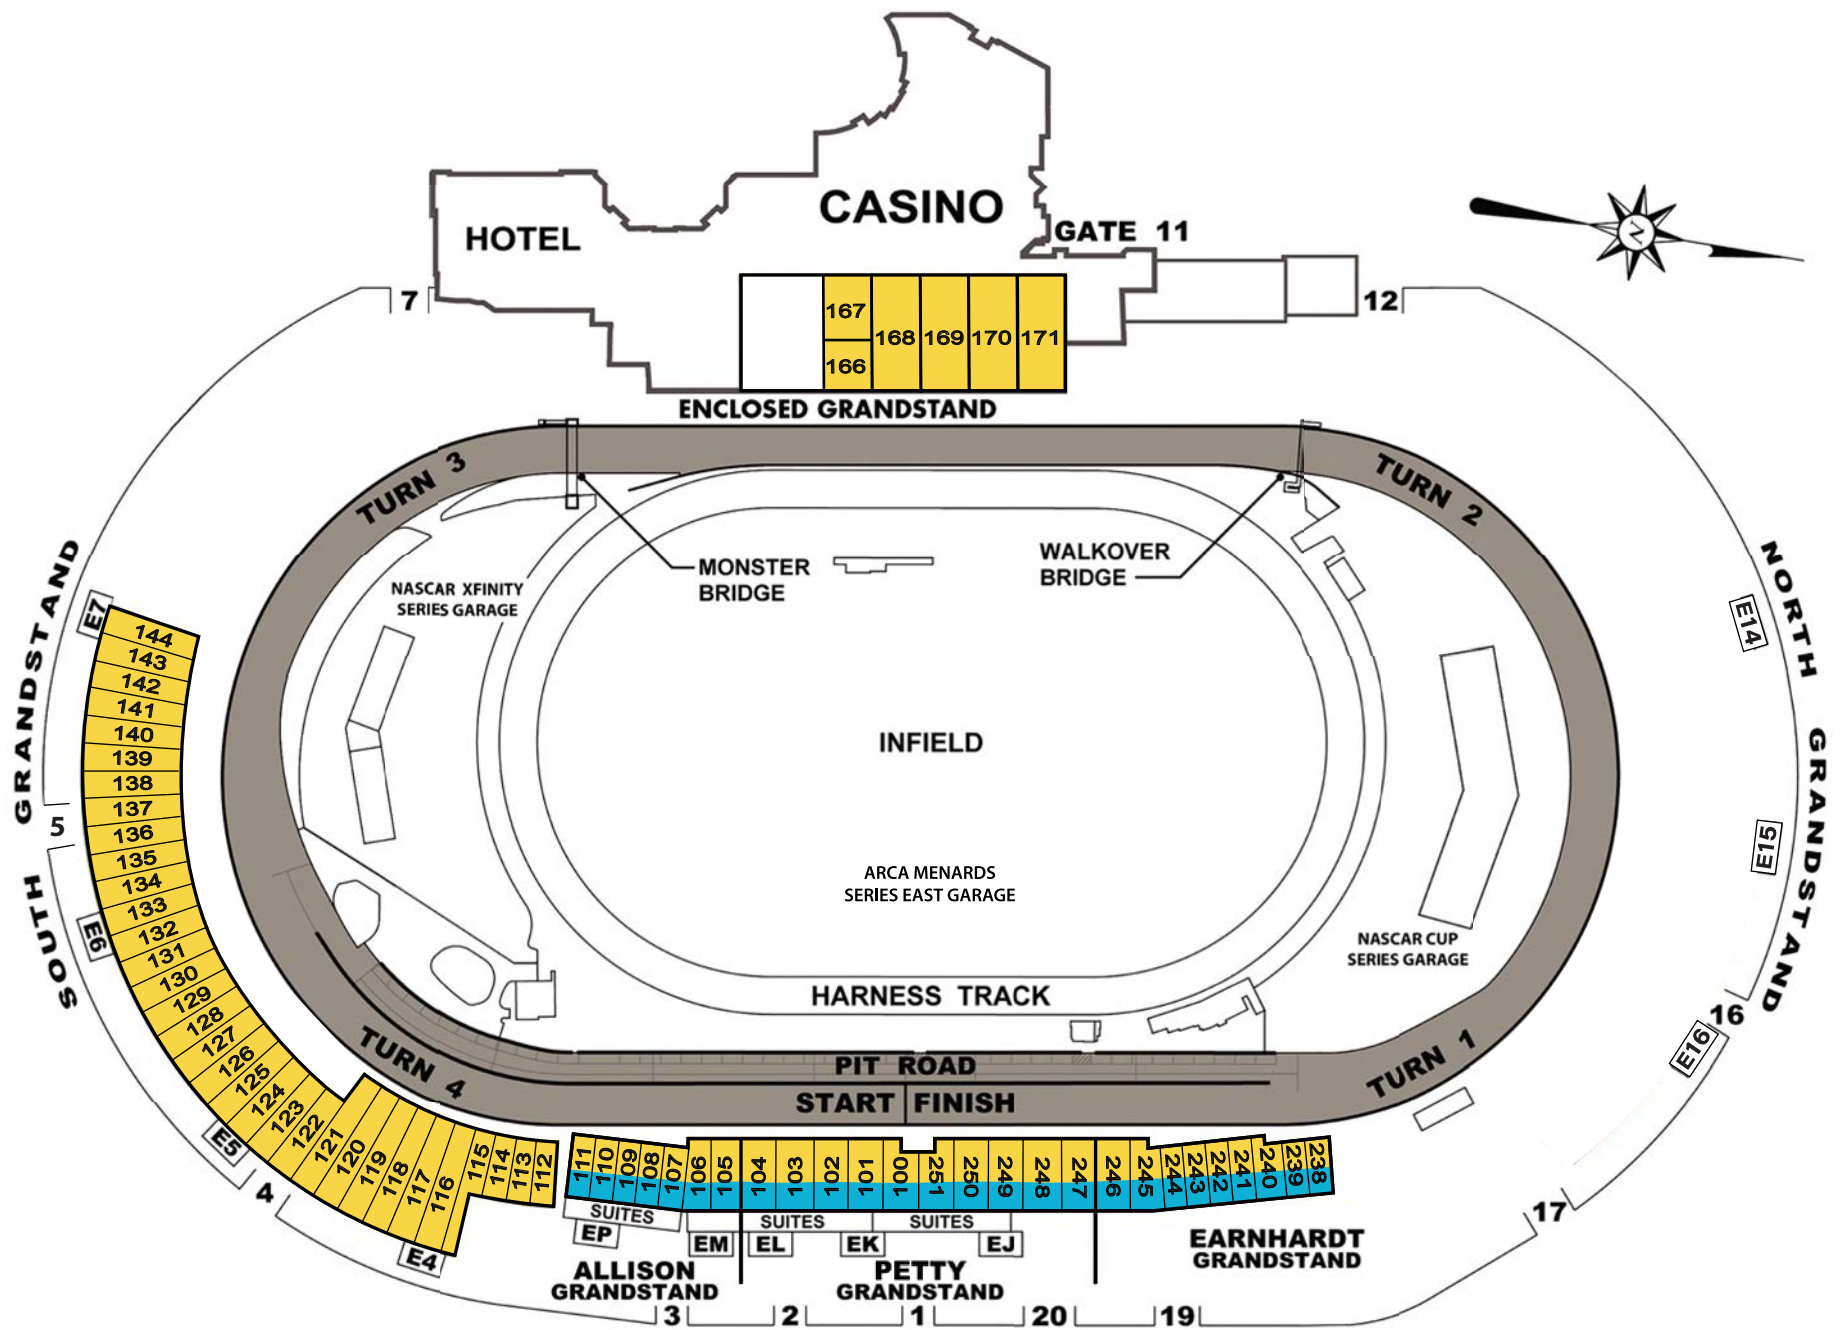 CASINO
HOTEL
GATE 11
N
7
12
167
166
168
169
170
171
ENCLOSED GRANDSTAND
TURN 3
TURN 2
MONSTER
BRIDGE
WALKOVER
BRIDGE
NASCAR XFINITY
SERIES GARAGE
SOUTH GRANDSTAND
NORTH GRANDSTAND
E7
E14
E15
E16
INFIELD
ARCA MENARDS
SERIES EAST GARAGE
NASCAR CUP
SERIES GARAGE
HARNESS TRACK
PIT ROAD
START FINISH
TURN 4
TURN 1
144
143
142
141
140
139
138
137
136
135
134
133
132
131
130
129
128
127
126
125
124
123
122
121
120
119
118
117
116
115
114
113
112
5
E6
E5
4
E4
16
17
111
110
109
108
107
106
105
104
103
102
101
100
251
250
249
248
247
246
245
244
243
242
241
240
239
238
SUITES
SUITES
SUITES
EP
EM
EL
EK
EJ
ALLISON
GRANDSTAND
PETTY
GRANDSTAND
EARNHARDT
GRANDSTAND
3
2
1
20
19